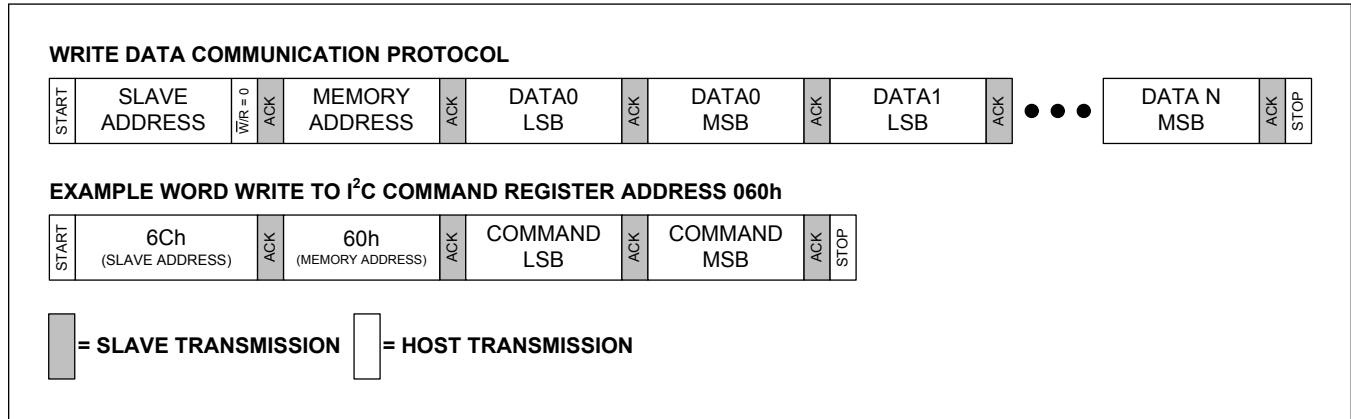 WRITE DATA COMMUNICATION PROTOCOL
START SLAVE ADDRESS W̅/R = 0 ACK MEMORY ADDRESS ACK DATA0 LSB ACK DATA0 MSB ACK DATA1 LSB ACK ● ● ● DATA N MSB ACK STOP
EXAMPLE WORD WRITE TO I²C COMMAND REGISTER ADDRESS 060h
START 6Ch (SLAVE ADDRESS) ACK 60h (MEMORY ADDRESS) ACK COMMAND LSB ACK COMMAND MSB ACK STOP
= SLAVE TRANSMISSION = HOST TRANSMISSION